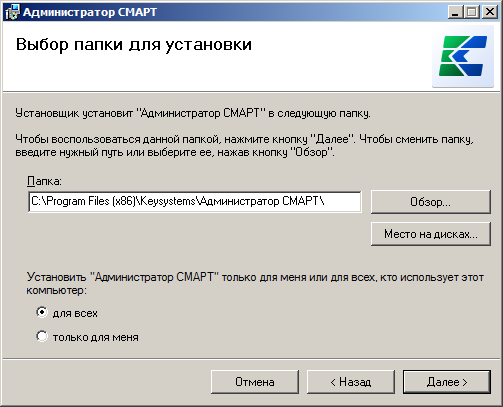 Администратор СМАРТ
Выбор папки для установки
Установщик установит "Администратор СМАРТ" в следующую папку.
Чтобы воспользоваться данной папкой, нажмите кнопку "Далее". Чтобы сменить папку,
введите нужный путь или выберите ее, нажав кнопку "Обзор".
Папка:
C:\Program Files (x86)\Keysystems\Администратор СМАРТ\
Обзор...
Место на дисках...
Установить "Администратор СМАРТ" только для меня или для всех, кто использует этот
компьютер:
для всех
только для меня
Отмена
< Назад
Далее >